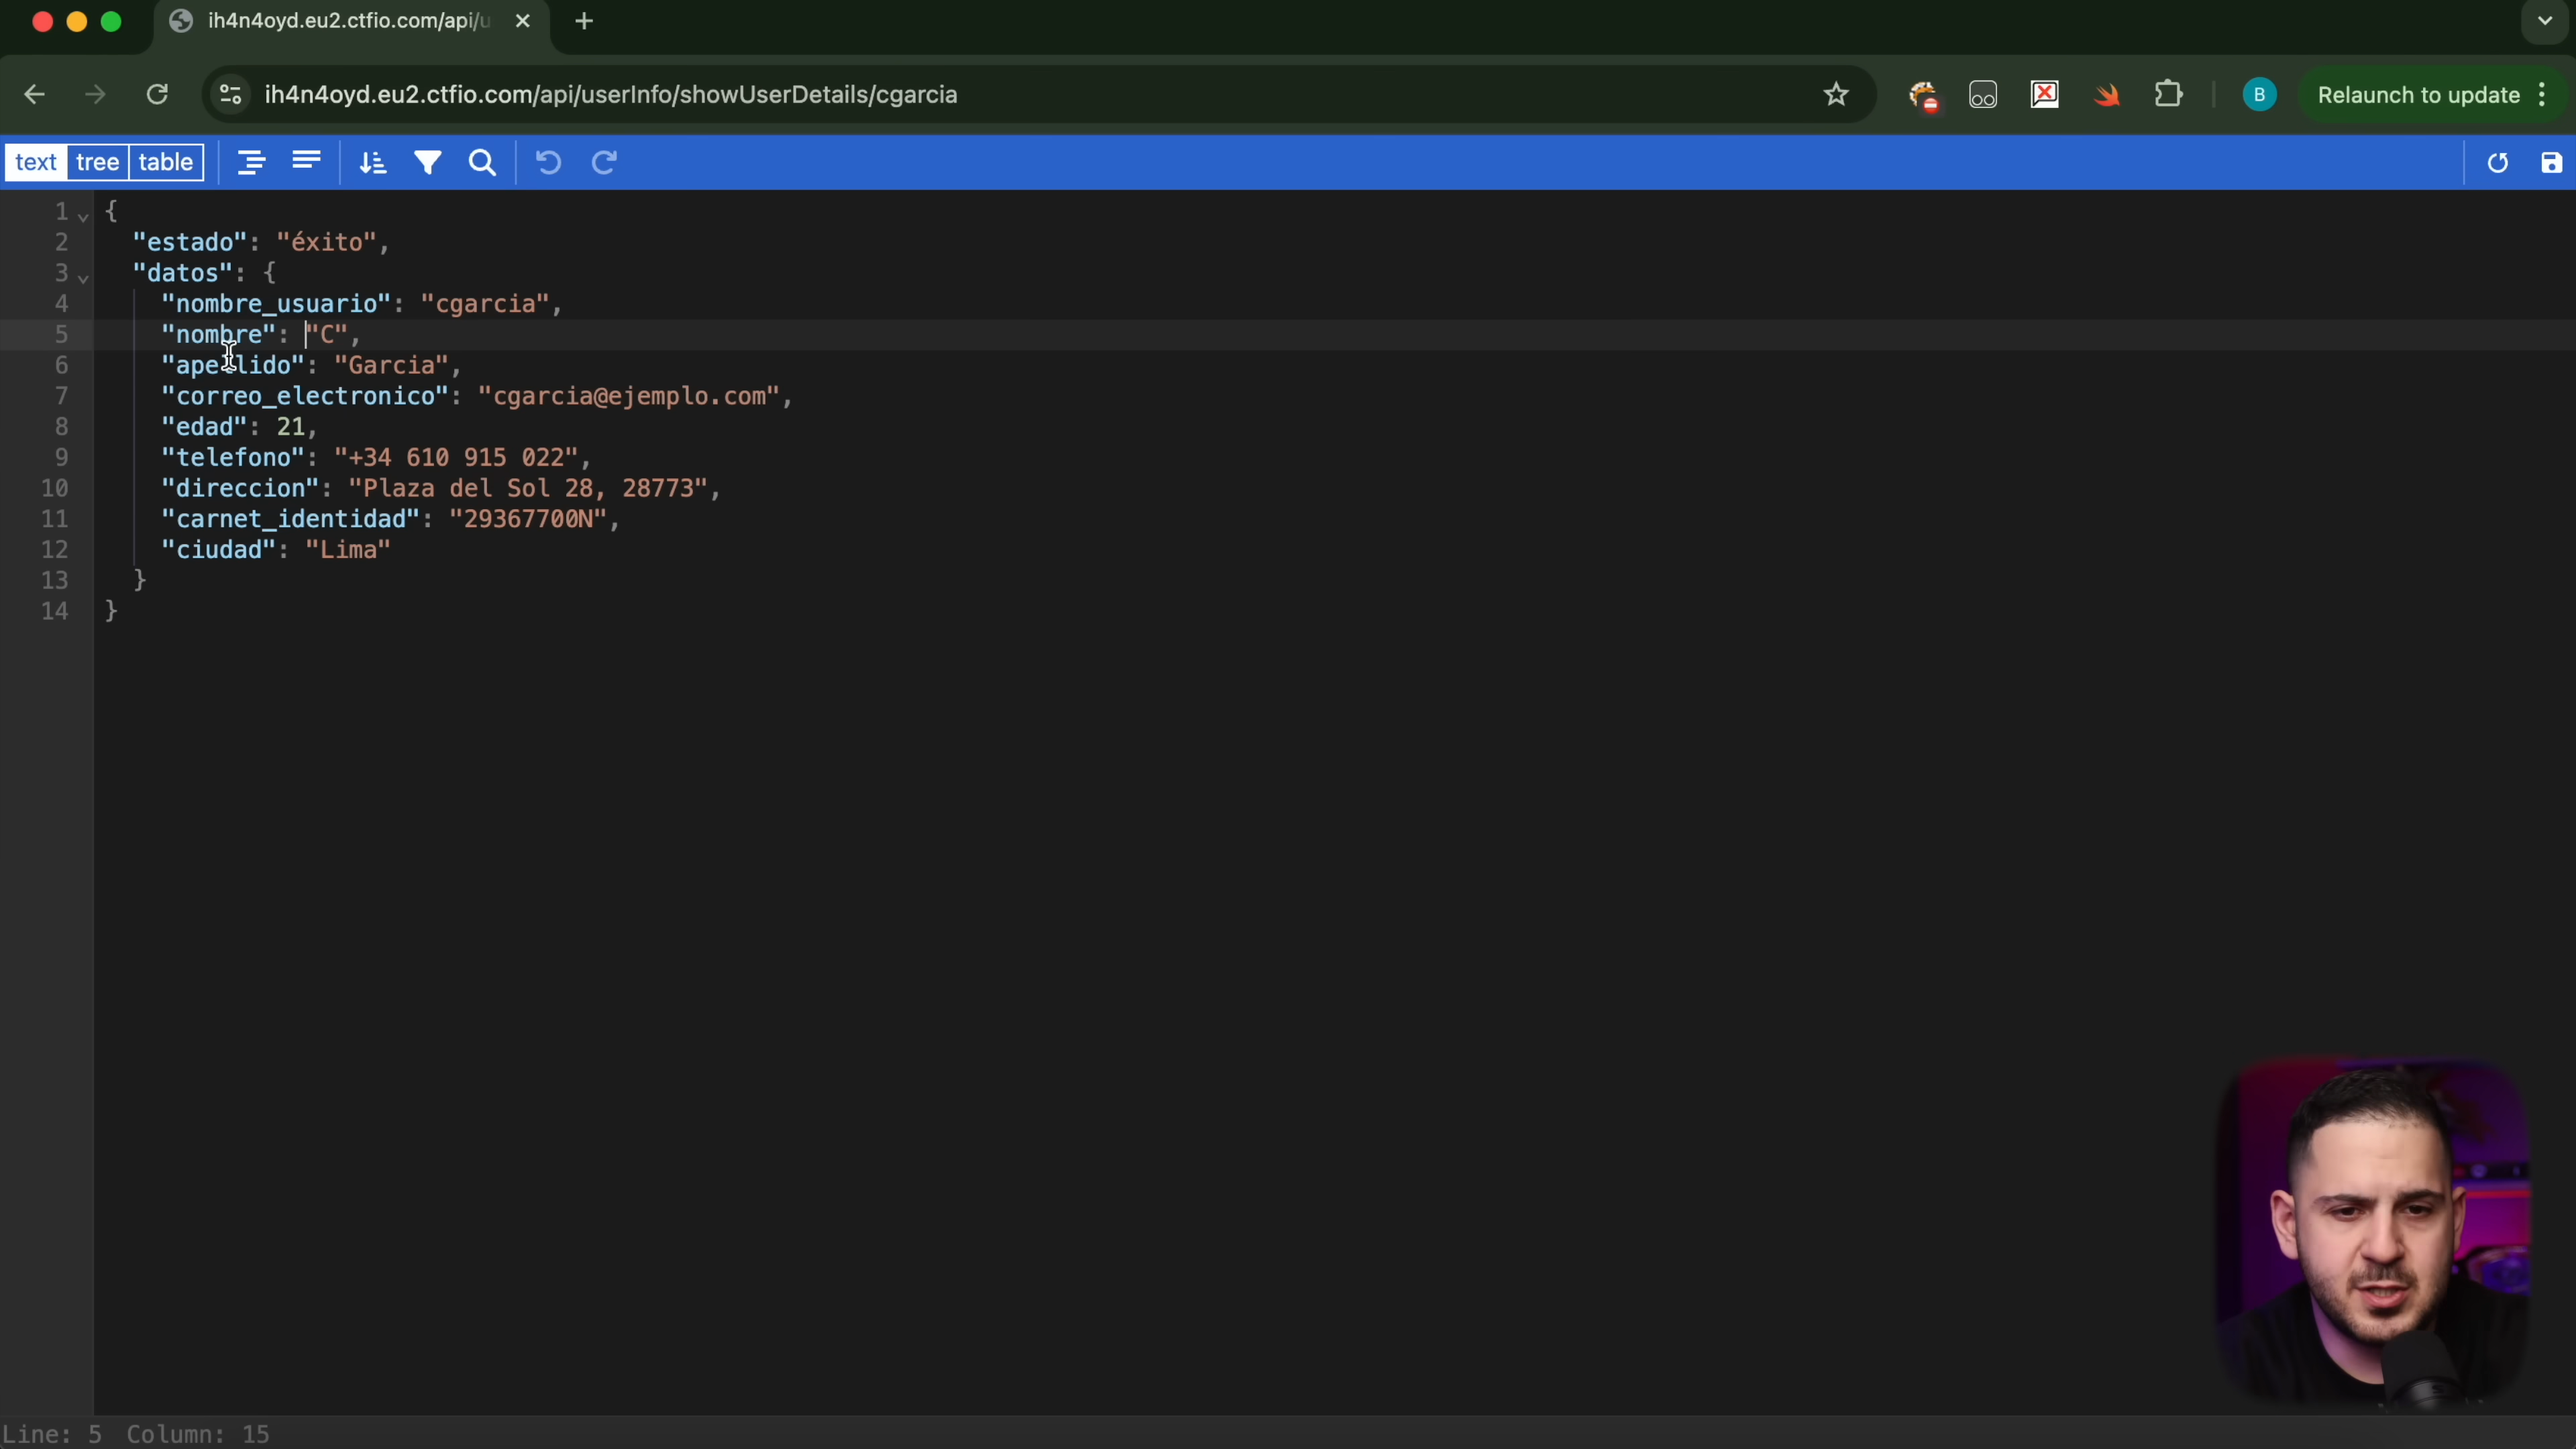 ih4n4oyd.eu2.ctfio.com/api/u
ih4n4oyd.eu2.ctfio.com/api/userInfo/showUserDetails/cgarcia
B
Relaunch to update
text tree table
1 {
2 "estado": "éxito",
3 "datos": {
4 "nombre_usuario": "cgarcia",
5 "nombre": "C",
6 "apellido": "Garcia",
7 "correo_electronico": "cgarcia@ejemplo.com",
8 "edad": 21,
9 "telefono": "+34 610 915 022",
10 "direccion": "Plaza del Sol 28, 28773",
11 "carnet_identidad": "29367700N",
12 "ciudad": "Lima"
13 }
14 }
Line: 5 Column: 15